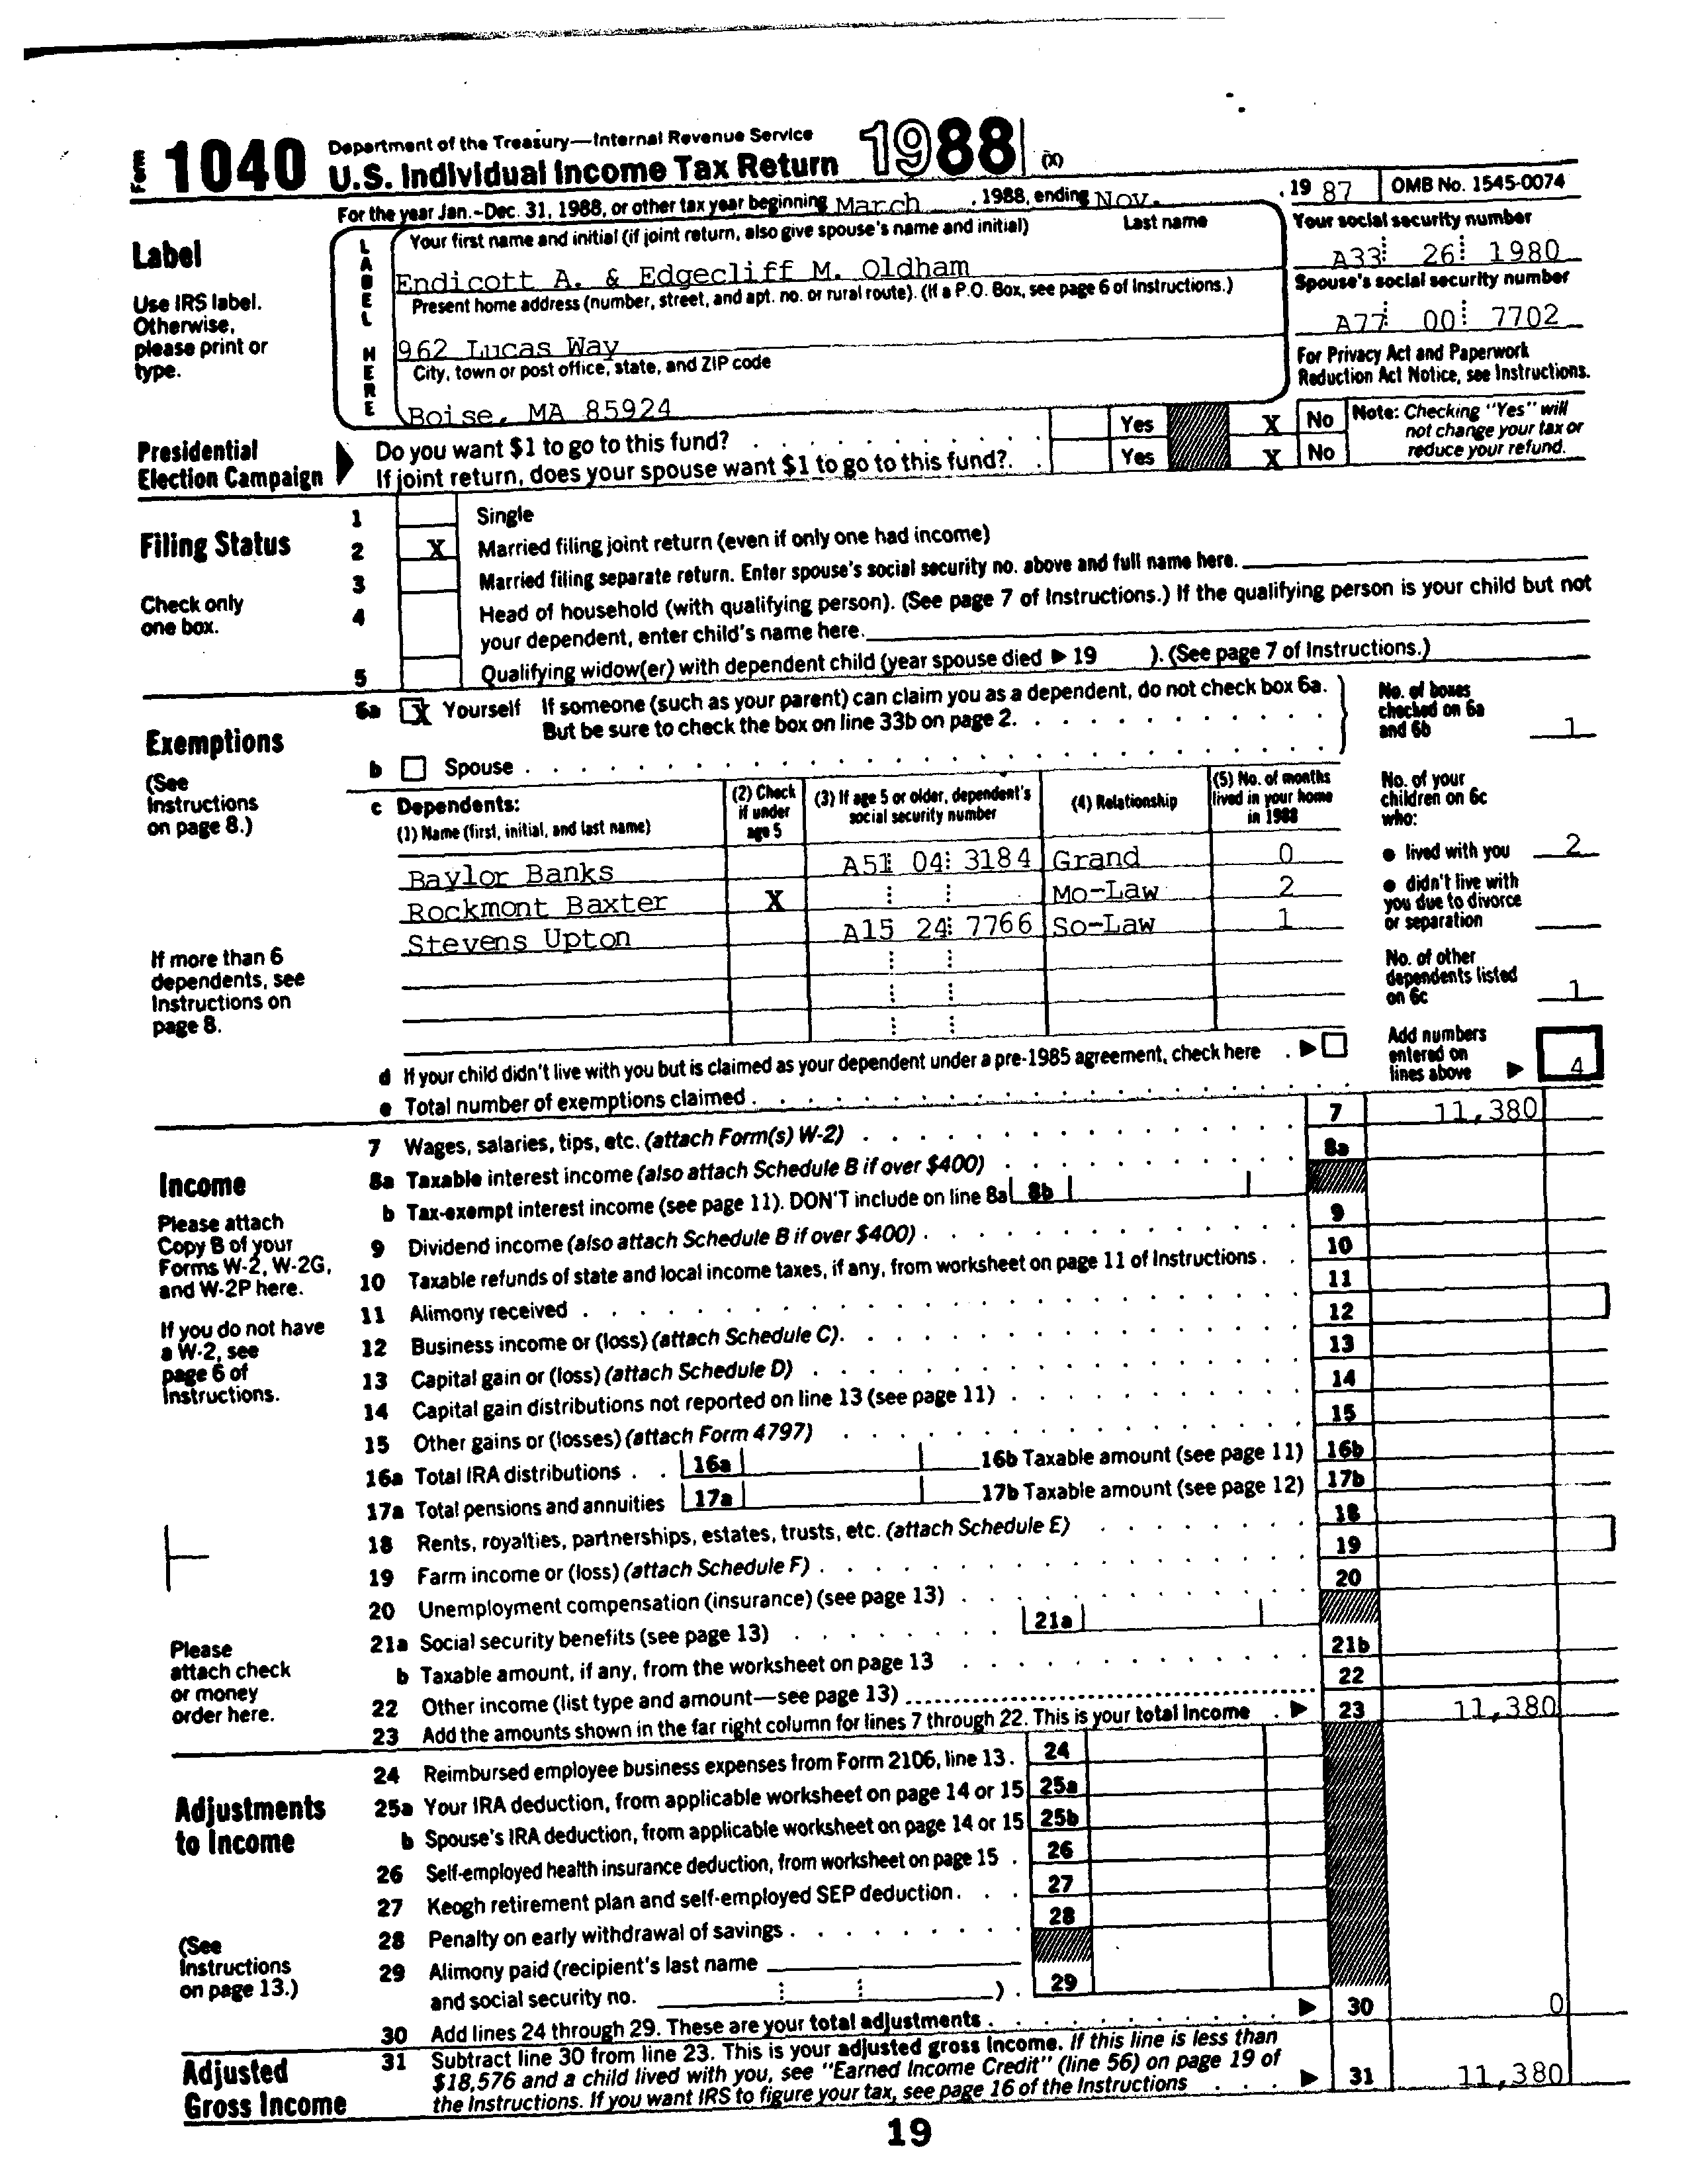 Form 1040 Department of the Treasury—Internal Revenue Service
U.S. Individual Income Tax Return 1988 (X)
For the year Jan.-Dec. 31, 1988, or other tax year beginning March , 1988, ending Nov. , 19 87 OMB No. 1545-0074
Label
Use IRS label.
Otherwise,
please print or
type.
LABEL HERE
Your first name and initial (if joint return, also give spouse's name and initial) Last name
Endicott A. & Edgecliff M. Oldham
Present home address (number, street, and apt. no. or rural route). (If a P.O. Box, see page 6 of Instructions.)
962 Lucas Way
City, town or post office, state, and ZIP code
Boise, MA 85924
Your social security number
A33 26 1980
Spouse's social security number
A77 00 7702
For Privacy Act and Paperwork
Reduction Act Notice, see Instructions.
Presidential
Election Campaign
Do you want $1 to go to this fund? Yes X No
If joint return, does your spouse want $1 to go to this fund? Yes X No
Note: Checking "Yes" will
not change your tax or
reduce your refund.
Filing Status
Check only
one box.
1 Single
2 X Married filing joint return (even if only one had income)
3 Married filing separate return. Enter spouse's social security no. above and full name here.
4 Head of household (with qualifying person). (See page 7 of Instructions.) If the qualifying person is your child but not
your dependent, enter child's name here.
5 Qualifying widow(er) with dependent child (year spouse died ▶ 19 ). (See page 7 of Instructions.)
Exemptions
(See
Instructions
on page 8.)
If more than 6
dependents, see
Instructions on
page 8.
6a X Yourself If someone (such as your parent) can claim you as a dependent, do not check box 6a.
But be sure to check the box on line 33b on page 2.
b Spouse
No. of boxes
checked on 6a
and 6b 1
c Dependents:
(1) Name (first, initial, and last name)
(2) Check
if under
age 5
(3) If age 5 or older, dependent's
social security number
(4) Relationship
(5) No. of months
lived in your home
in 1988
Baylor Banks A51 04 3184 Grand 0
Rockmont Baxter X Mo-Law 2
Stevens Upton A15 24 7766 So-Law 1
No. of your
children on 6c
who:
● lived with you 2
● didn't live with
you due to divorce
or separation
No. of other
dependents listed
on 6c 1
d If your child didn't live with you but is claimed as your dependent under a pre-1985 agreement, check here ▶
e Total number of exemptions claimed
Add numbers
entered on
lines above ▶ 4
Income
Please attach
Copy B of your
Forms W-2, W-2G,
and W-2P here.
If you do not have
a W-2, see
page 6 of
Instructions.
Please
attach check
or money
order here.
7 Wages, salaries, tips, etc. (attach Form(s) W-2) 7 11,380
8a Taxable interest income (also attach Schedule B if over $400) 8a
b Tax-exempt interest income (see page 11). DON'T include on line 8a 8b
9 Dividend income (also attach Schedule B if over $400) 9
10 Taxable refunds of state and local income taxes, if any, from worksheet on page 11 of Instructions 10
11 Alimony received 11
12 Business income or (loss) (attach Schedule C) 12
13 Capital gain or (loss) (attach Schedule D) 13
14 Capital gain distributions not reported on line 13 (see page 11) 14
15 Other gains or (losses) (attach Form 4797) 15
16a Total IRA distributions 16a 16b Taxable amount (see page 11) 16b
17a Total pensions and annuities 17a 17b Taxable amount (see page 12) 17b
18 Rents, royalties, partnerships, estates, trusts, etc. (attach Schedule E) 18
19 Farm income or (loss) (attach Schedule F) 19
20 Unemployment compensation (insurance) (see page 13) 20
21a Social security benefits (see page 13) 21a
b Taxable amount, if any, from the worksheet on page 13 21b
22 Other income (list type and amount—see page 13) 22
23 Add the amounts shown in the far right column for lines 7 through 22. This is your total income ▶ 23 11,380
Adjustments
to Income
(See
Instructions
on page 13.)
24 Reimbursed employee business expenses from Form 2106, line 13 24
25a Your IRA deduction, from applicable worksheet on page 14 or 15 25a
b Spouse's IRA deduction, from applicable worksheet on page 14 or 15 25b
26 Self-employed health insurance deduction, from worksheet on page 15 26
27 Keogh retirement plan and self-employed SEP deduction 27
28 Penalty on early withdrawal of savings 28
29 Alimony paid (recipient's last name
and social security no. ) 29
30 Add lines 24 through 29. These are your total adjustments ▶ 30 0
Adjusted
Gross Income
31 Subtract line 30 from line 23. This is your adjusted gross income. If this line is less than
$18,576 and a child lived with you, see "Earned Income Credit" (line 56) on page 19 of
the Instructions. If you want IRS to figure your tax, see page 16 of the Instructions ▶ 31 11,380
19